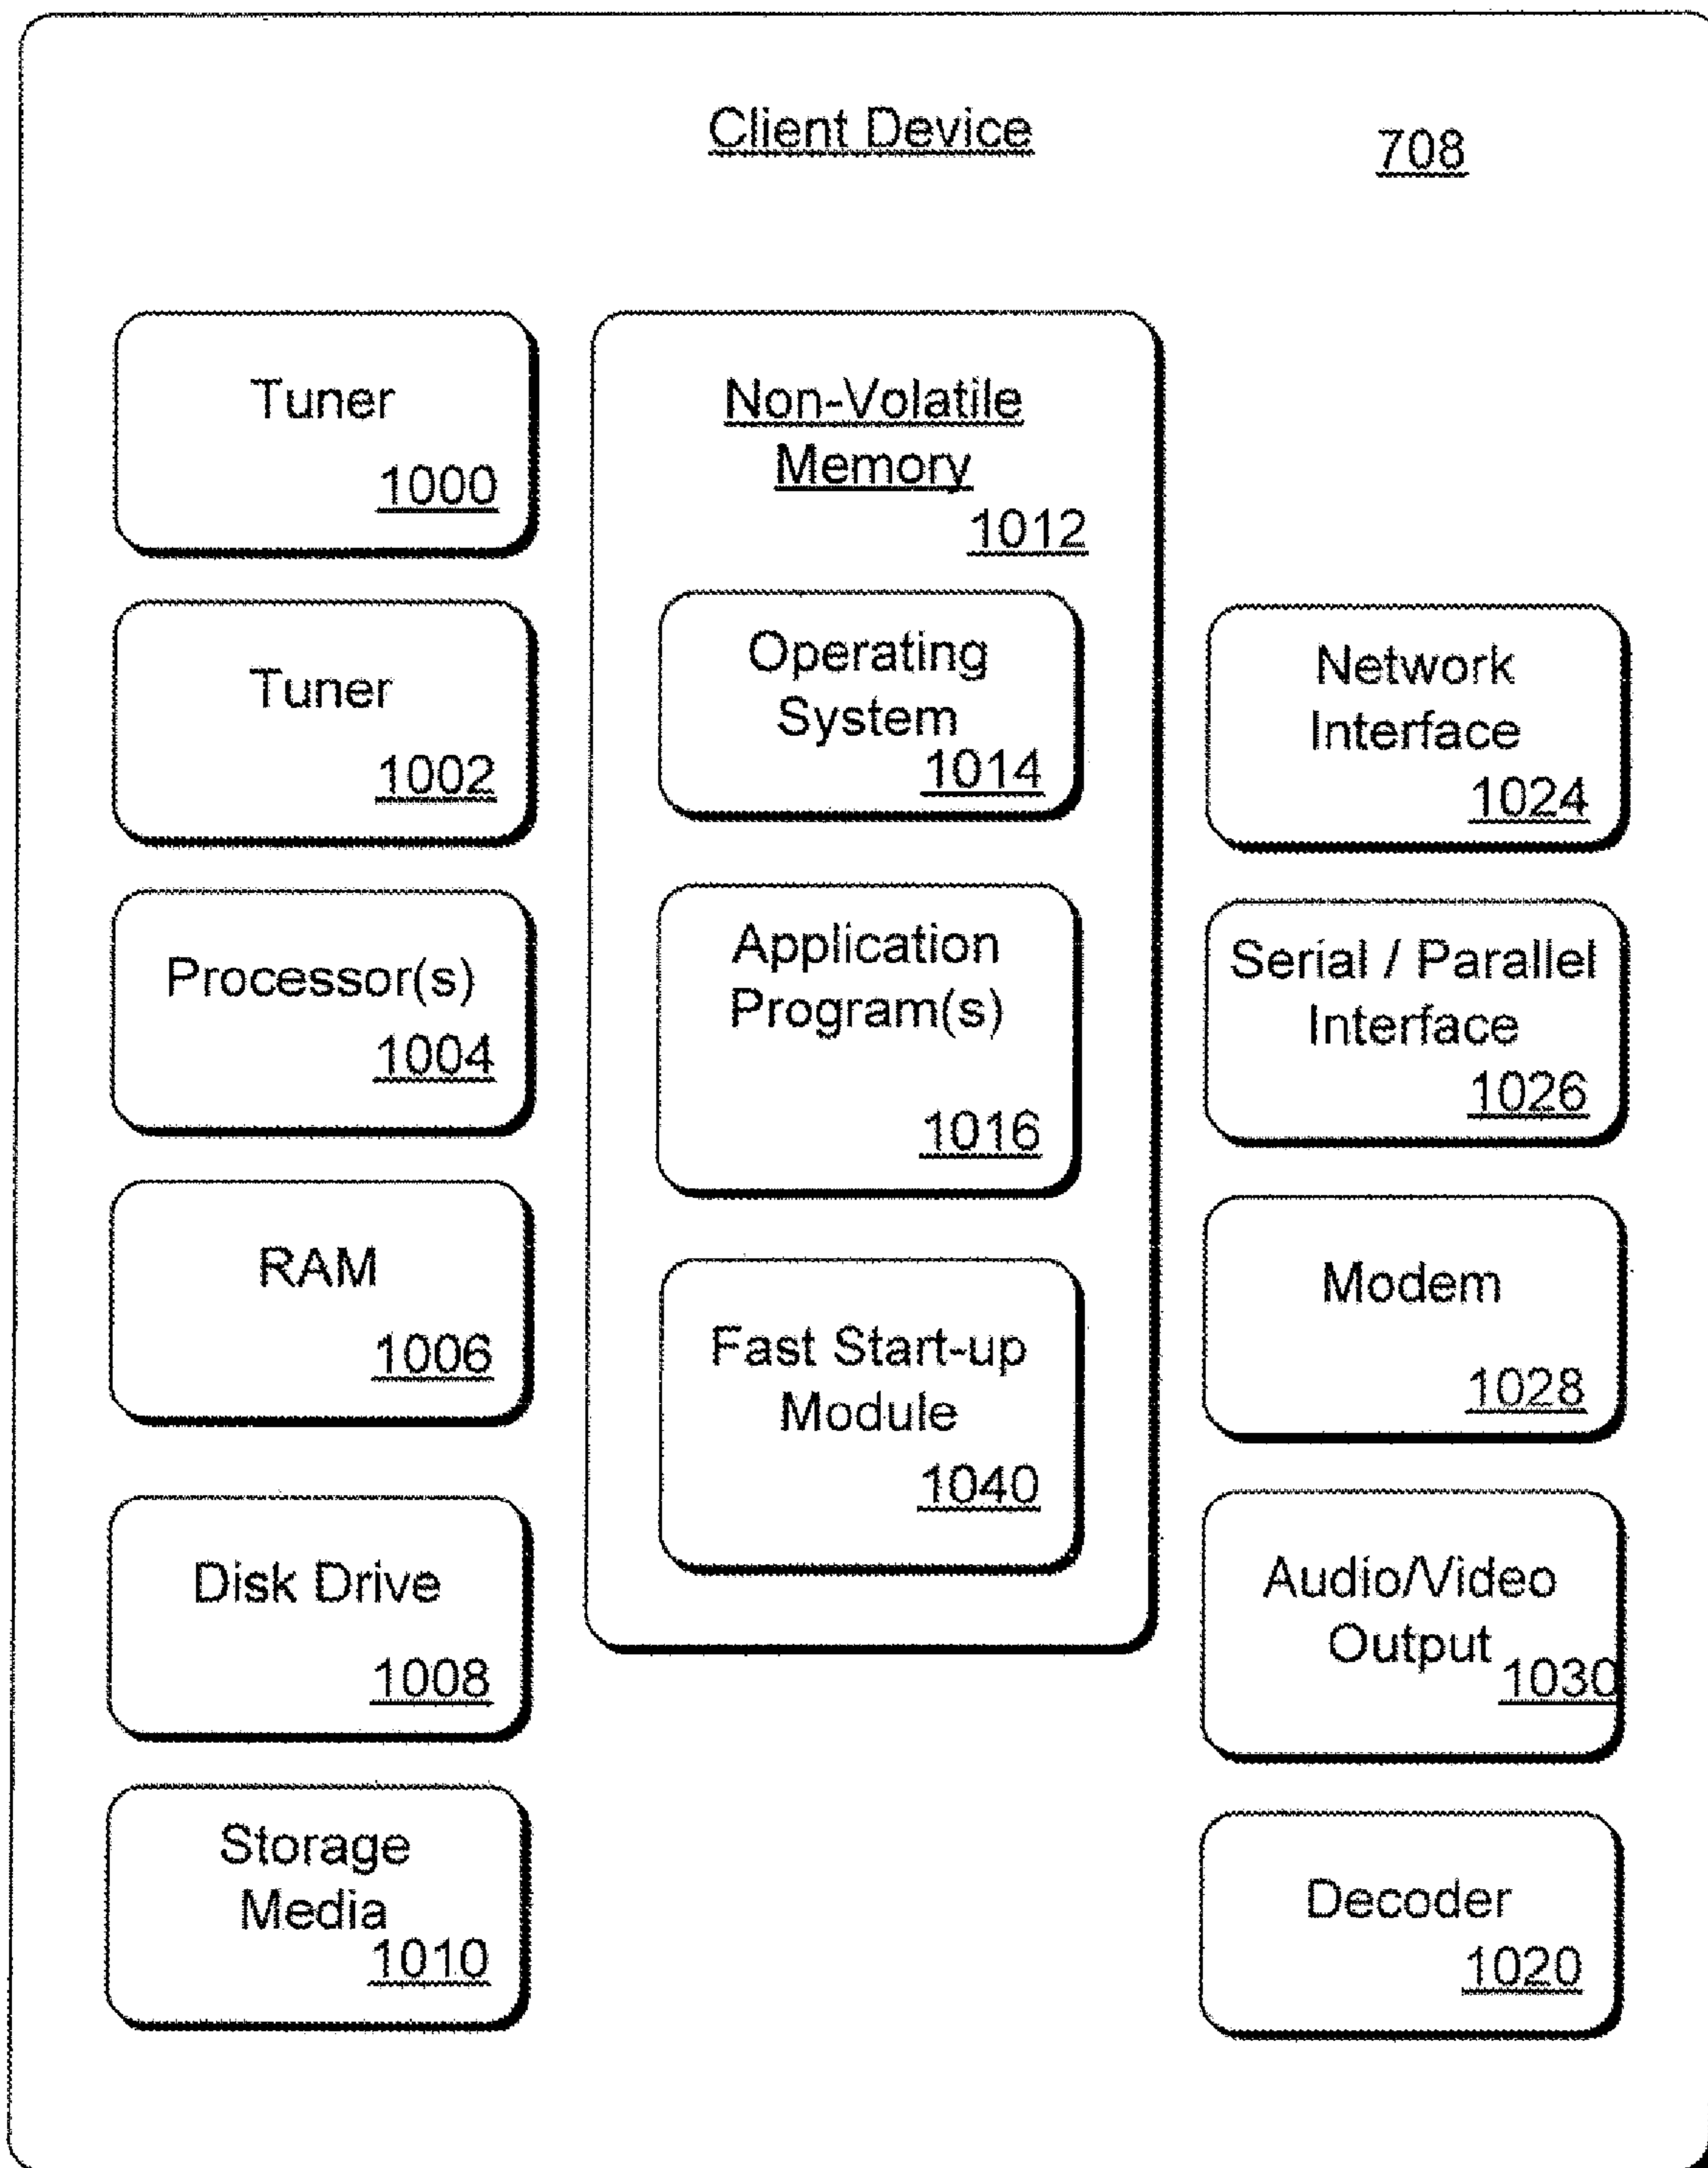 Client Device
708
Tuner
1000
Tuner
1002
Processor(s)
1004
RAM
1006
Disk Drive
1008
Storage
Media
1010
Non-Volatile
Memory
1012
Operating
System
1014
Application
Program(s)
1016
Fast Start-up
Module
1040
Network
Interface
1024
Serial / Parallel
Interface
1026
Modem
1028
Audio/Video
Output
1030
Decoder
1020